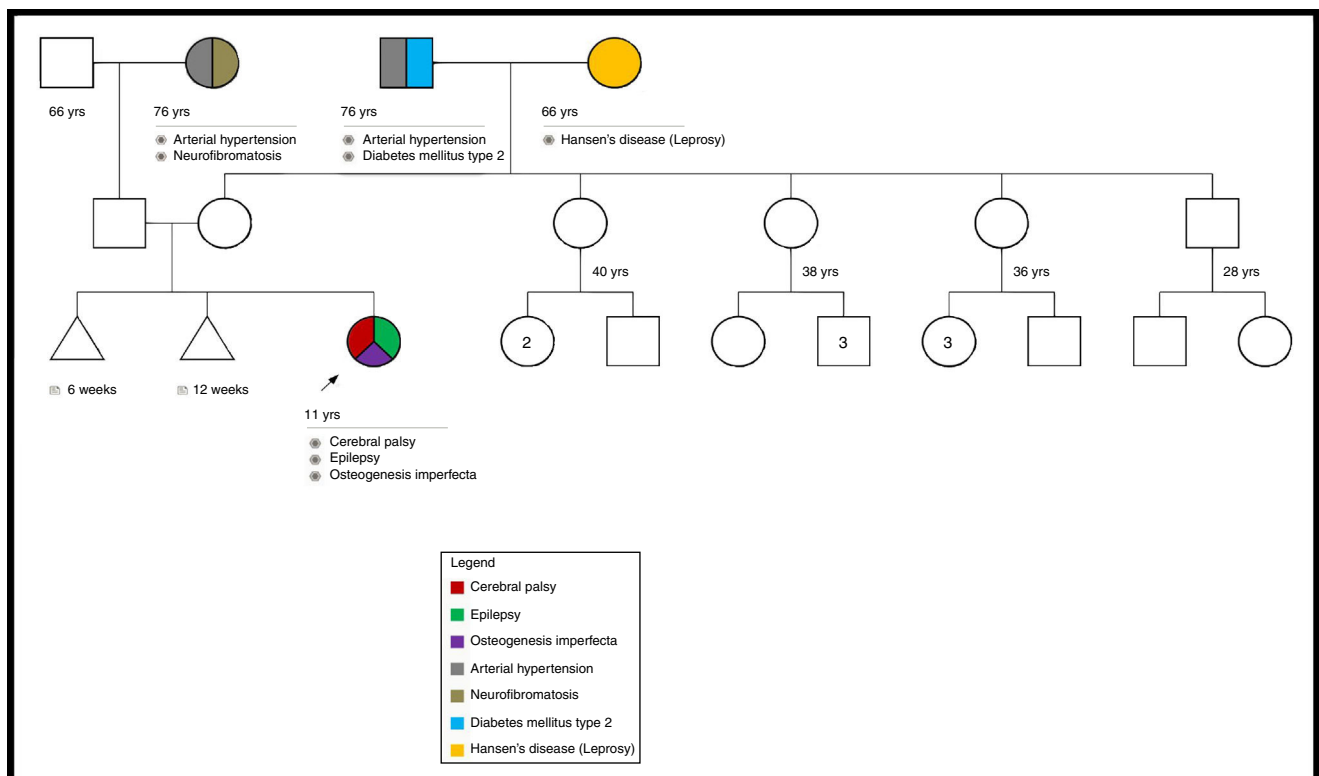 66 yrs
76 yrs
Arterial hypertension
Neurofibromatosis
76 yrs
Arterial hypertension
Diabetes mellitus type 2
66 yrs
Hansen’s disease (Leprosy)
40 yrs
38 yrs
36 yrs
28 yrs
2
3
3
6 weeks
12 weeks
11 yrs
Cerebral palsy
Epilepsy
Osteogenesis imperfecta
Legend
Cerebral palsy
Epilepsy
Osteogenesis imperfecta
Arterial hypertension
Neurofibromatosis
Diabetes mellitus type 2
Hansen’s disease (Leprosy)